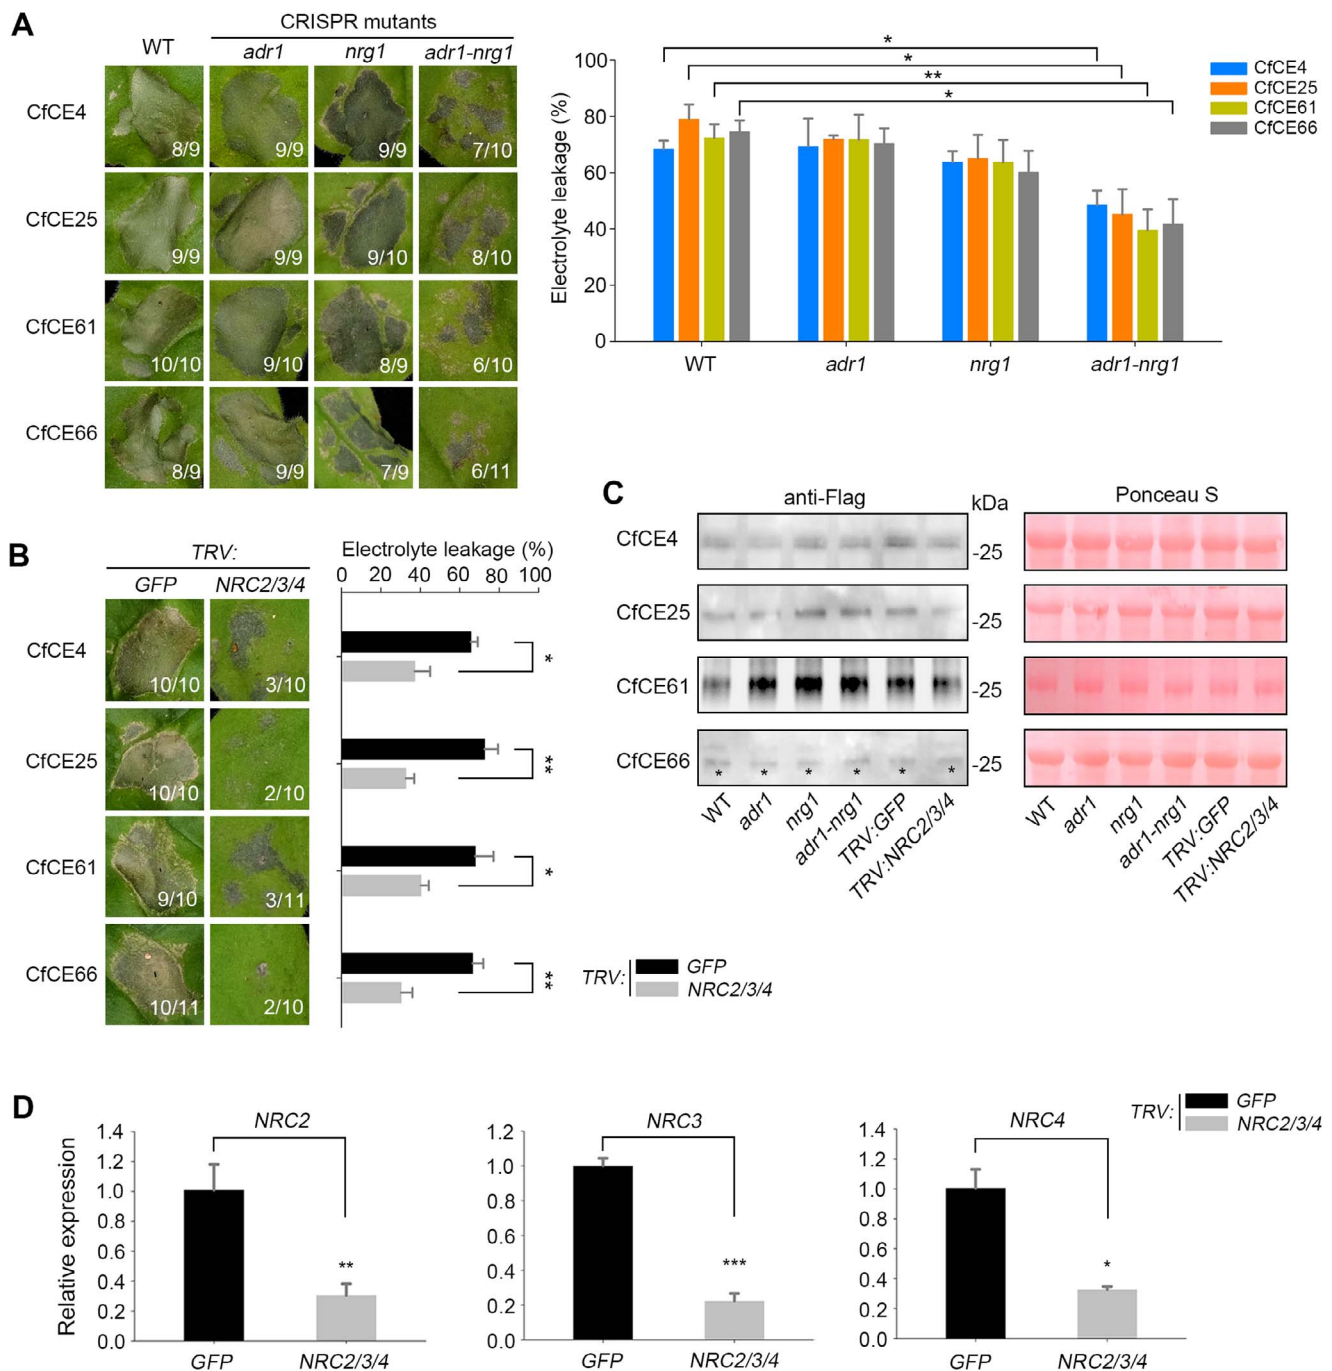 A
CRISPR mutants
WT adr1 nrg1 adr1-nrg1
CfCE4 8/9 9/9 9/9 7/10
CfCE25 9/9 9/9 9/10 8/10
CfCE61 10/10 9/10 8/9 6/10
CfCE66 8/9 9/9 7/9 6/11
Electrolyte leakage (%)
100
80
60
40
20
0
*
*
**
*
WT adr1 nrg1 adr1-nrg1
CfCE4
CfCE25
CfCE61
CfCE66
B
TRV:
GFP NRC2/3/4
Electrolyte leakage (%)
0 20 40 60 80 100
CfCE4 10/10 3/10 *
CfCE25 10/10 2/10 **
CfCE61 9/10 3/11 *
CfCE66 10/11 2/10 **
TRV: GFP
NRC2/3/4
C
anti-Flag kDa Ponceau S
CfCE4 -25
CfCE25 -25
CfCE61 -25
CfCE66 * * * * * * -25
WT adr1 nrg1 adr1-nrg1 TRV:GFP TRV:NRC2/3/4
WT adr1 nrg1 adr1-nrg1 TRV:GFP TRV:NRC2/3/4
D
TRV: GFP
NRC2/3/4
Relative expression
NRC2
1.4
1.2
1.0
0.8
0.6
0.4
0.2
0.0
**
GFP NRC2/3/4
NRC3
1.2
1.0
0.8
0.6
0.4
0.2
0.0
***
GFP NRC2/3/4
NRC4
1.4
1.2
1.0
0.8
0.6
0.4
0.2
0.0
*
GFP NRC2/3/4